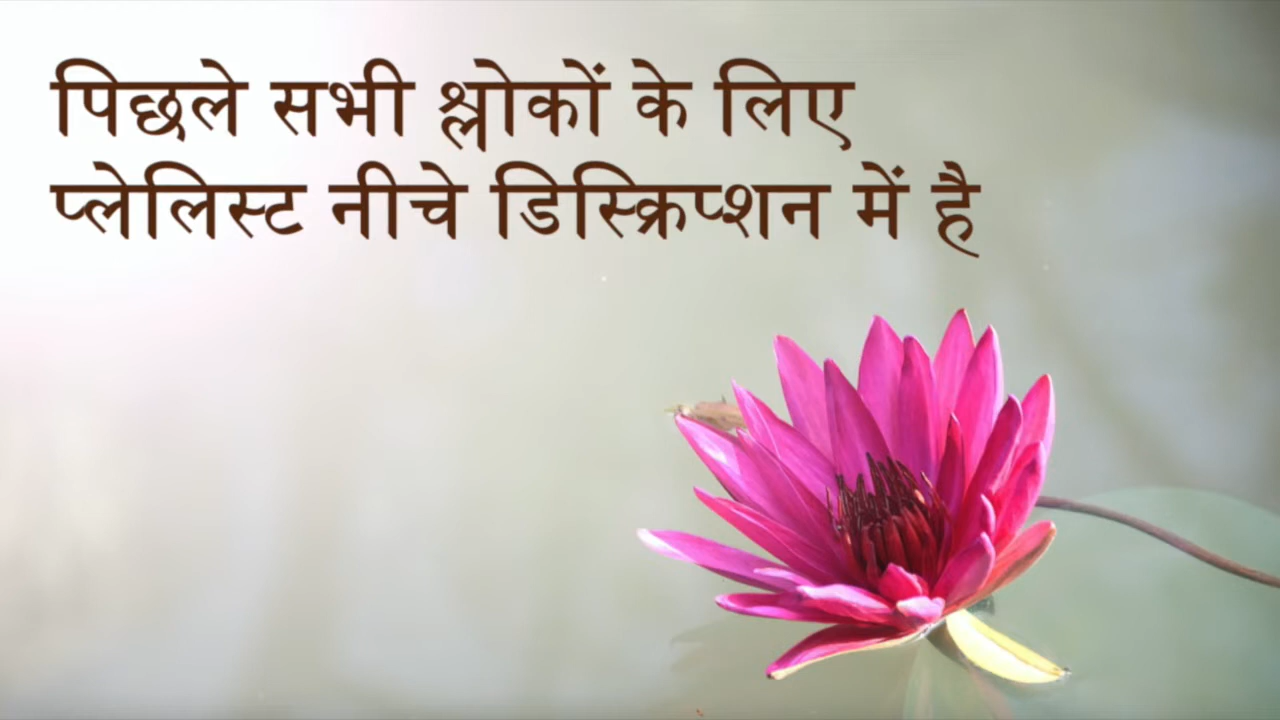 पिछले सभी श्लोकों के लिए
प्लेलिस्ट नीचे डिस्क्रिप्शन में है